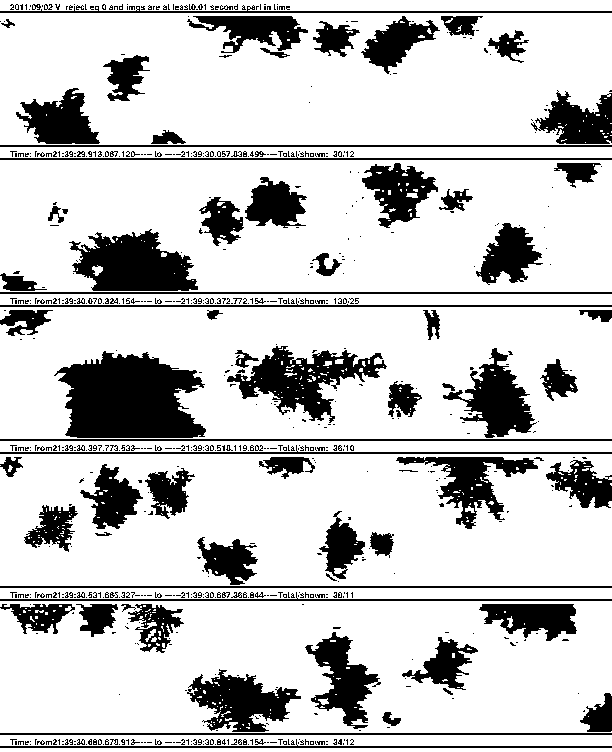 2011/09/02 V reject eq 0 and imgs are at least0.01 second apart in time
Time: from21:39:29.913.087.120----- to -----21:39:30.057.838.499----Total/shown: 30/12
Time: from21:39:30.070.324.154----- to -----21:39:30.372.772.154----Total/shown: 130/25
Time: from21:39:30.397.773.533----- to -----21:39:30.518.119.602----Total/shown: 36/10
Time: from21:39:30.531.665.327----- to -----21:39:30.667.366.844----Total/shown: 38/11
Time: from21:39:30.680.679.913----- to -----21:39:30.841.268.154----Total/shown: 34/12